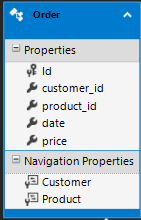 Order
Properties
Id
customer_id
product_id
date
price
Navigation Properties
Customer
Product